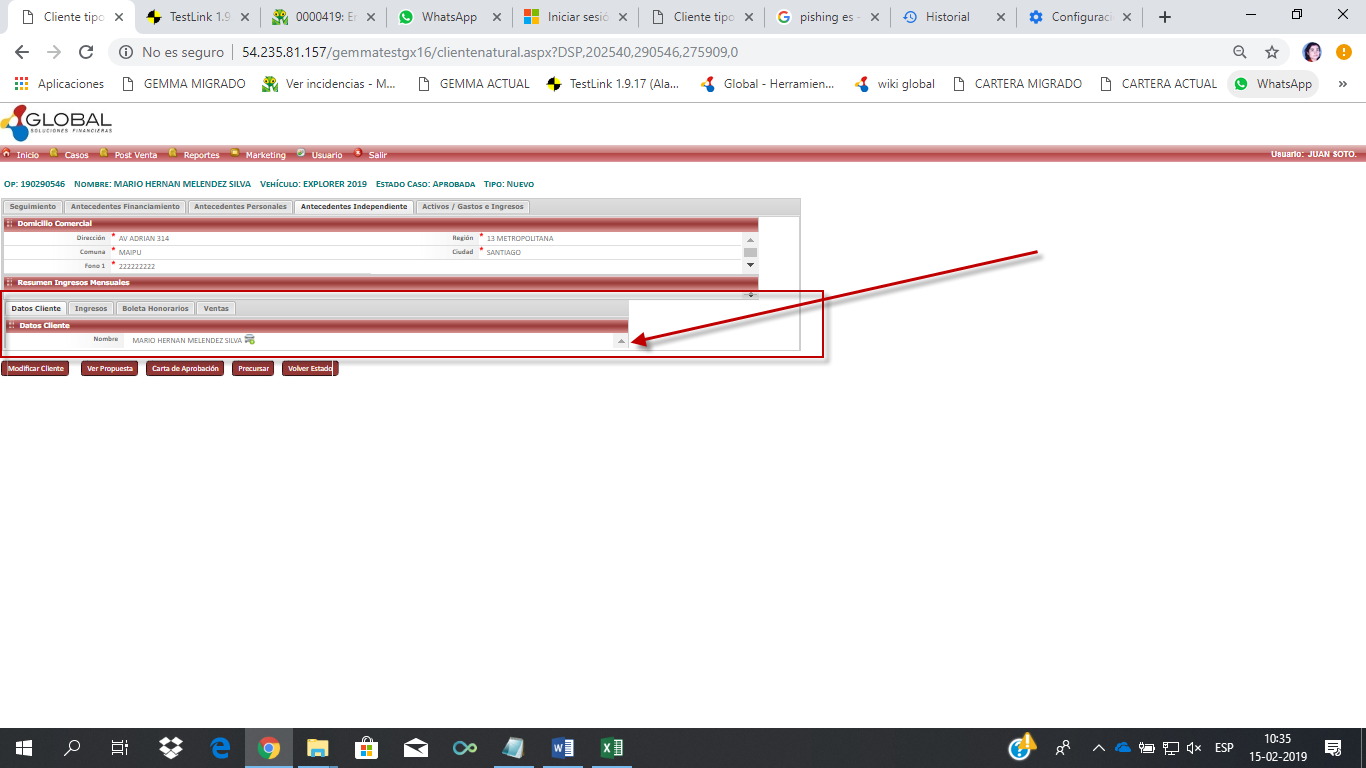 Cliente tipo
TestLink 1.9
0000419: Er
WhatsApp
Iniciar sesió
Cliente tipo
pishing es -
Historial
Configuraci
No es seguro | 54.235.81.157/gemmatestgx16/clientenatural.aspx?DSP,202540,290546,275909,0
Aplicaciones
GEMMA MIGRADO
Ver incidencias - M...
GEMMA ACTUAL
TestLink 1.9.17 (Ala...
Global - Herramien...
wiki global
CARTERA MIGRADO
CARTERA ACTUAL
WhatsApp
»
GLOBAL
SOLUCIONES FINANCIERAS
Inicio Casos Post Venta Reportes Marketing Usuario Salir
Usuario: JUAN SOTO.
OP: 190290546 NOMBRE: MARIO HERNAN MELENDEZ SILVA VEHÍCULO: EXPLORER 2019 ESTADO CASO: APROBADA TIPO: NUEVO
Seguimiento Antecedentes Financiamiento Antecedentes Personales Antecedentes Independiente Activos / Gastos e Ingresos
Domicilio Comercial
Dirección * AV ADRIAN 314 Región * 13 METROPOLITANA
Comuna * MAIPU Ciudad * SANTIAGO
Fono 1 * 222222222
Resumen Ingresos Mensuales
Datos Cliente Ingresos Boleta Honorarios Ventas
Datos Cliente
Nombre MARIO HERNAN MELENDEZ SILVA
Modificar Cliente Ver Propuesta Carta de Aprobación Precursar Volver Estado
ESP
10:35
15-02-2019